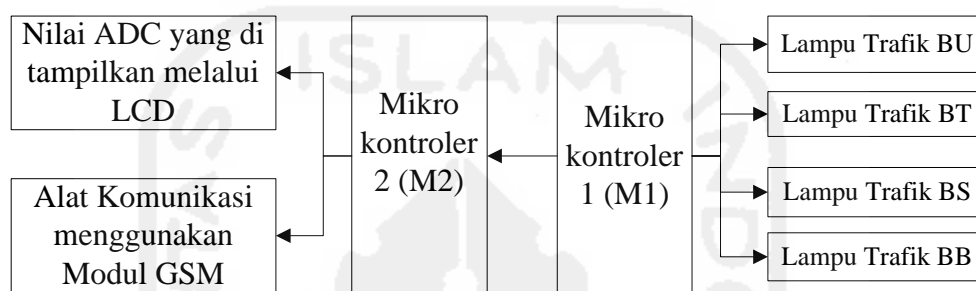 Nilai ADC yang di
tampilkan melalui
LCD
Alat Komunikasi
menggunakan
Modul GSM
Mikro
kontroler
2 (M2)
Mikro
kontroler
1 (M1)
Lampu Trafik BU
Lampu Trafik BT
Lampu Trafik BS
Lampu Trafik BB
ISLAM